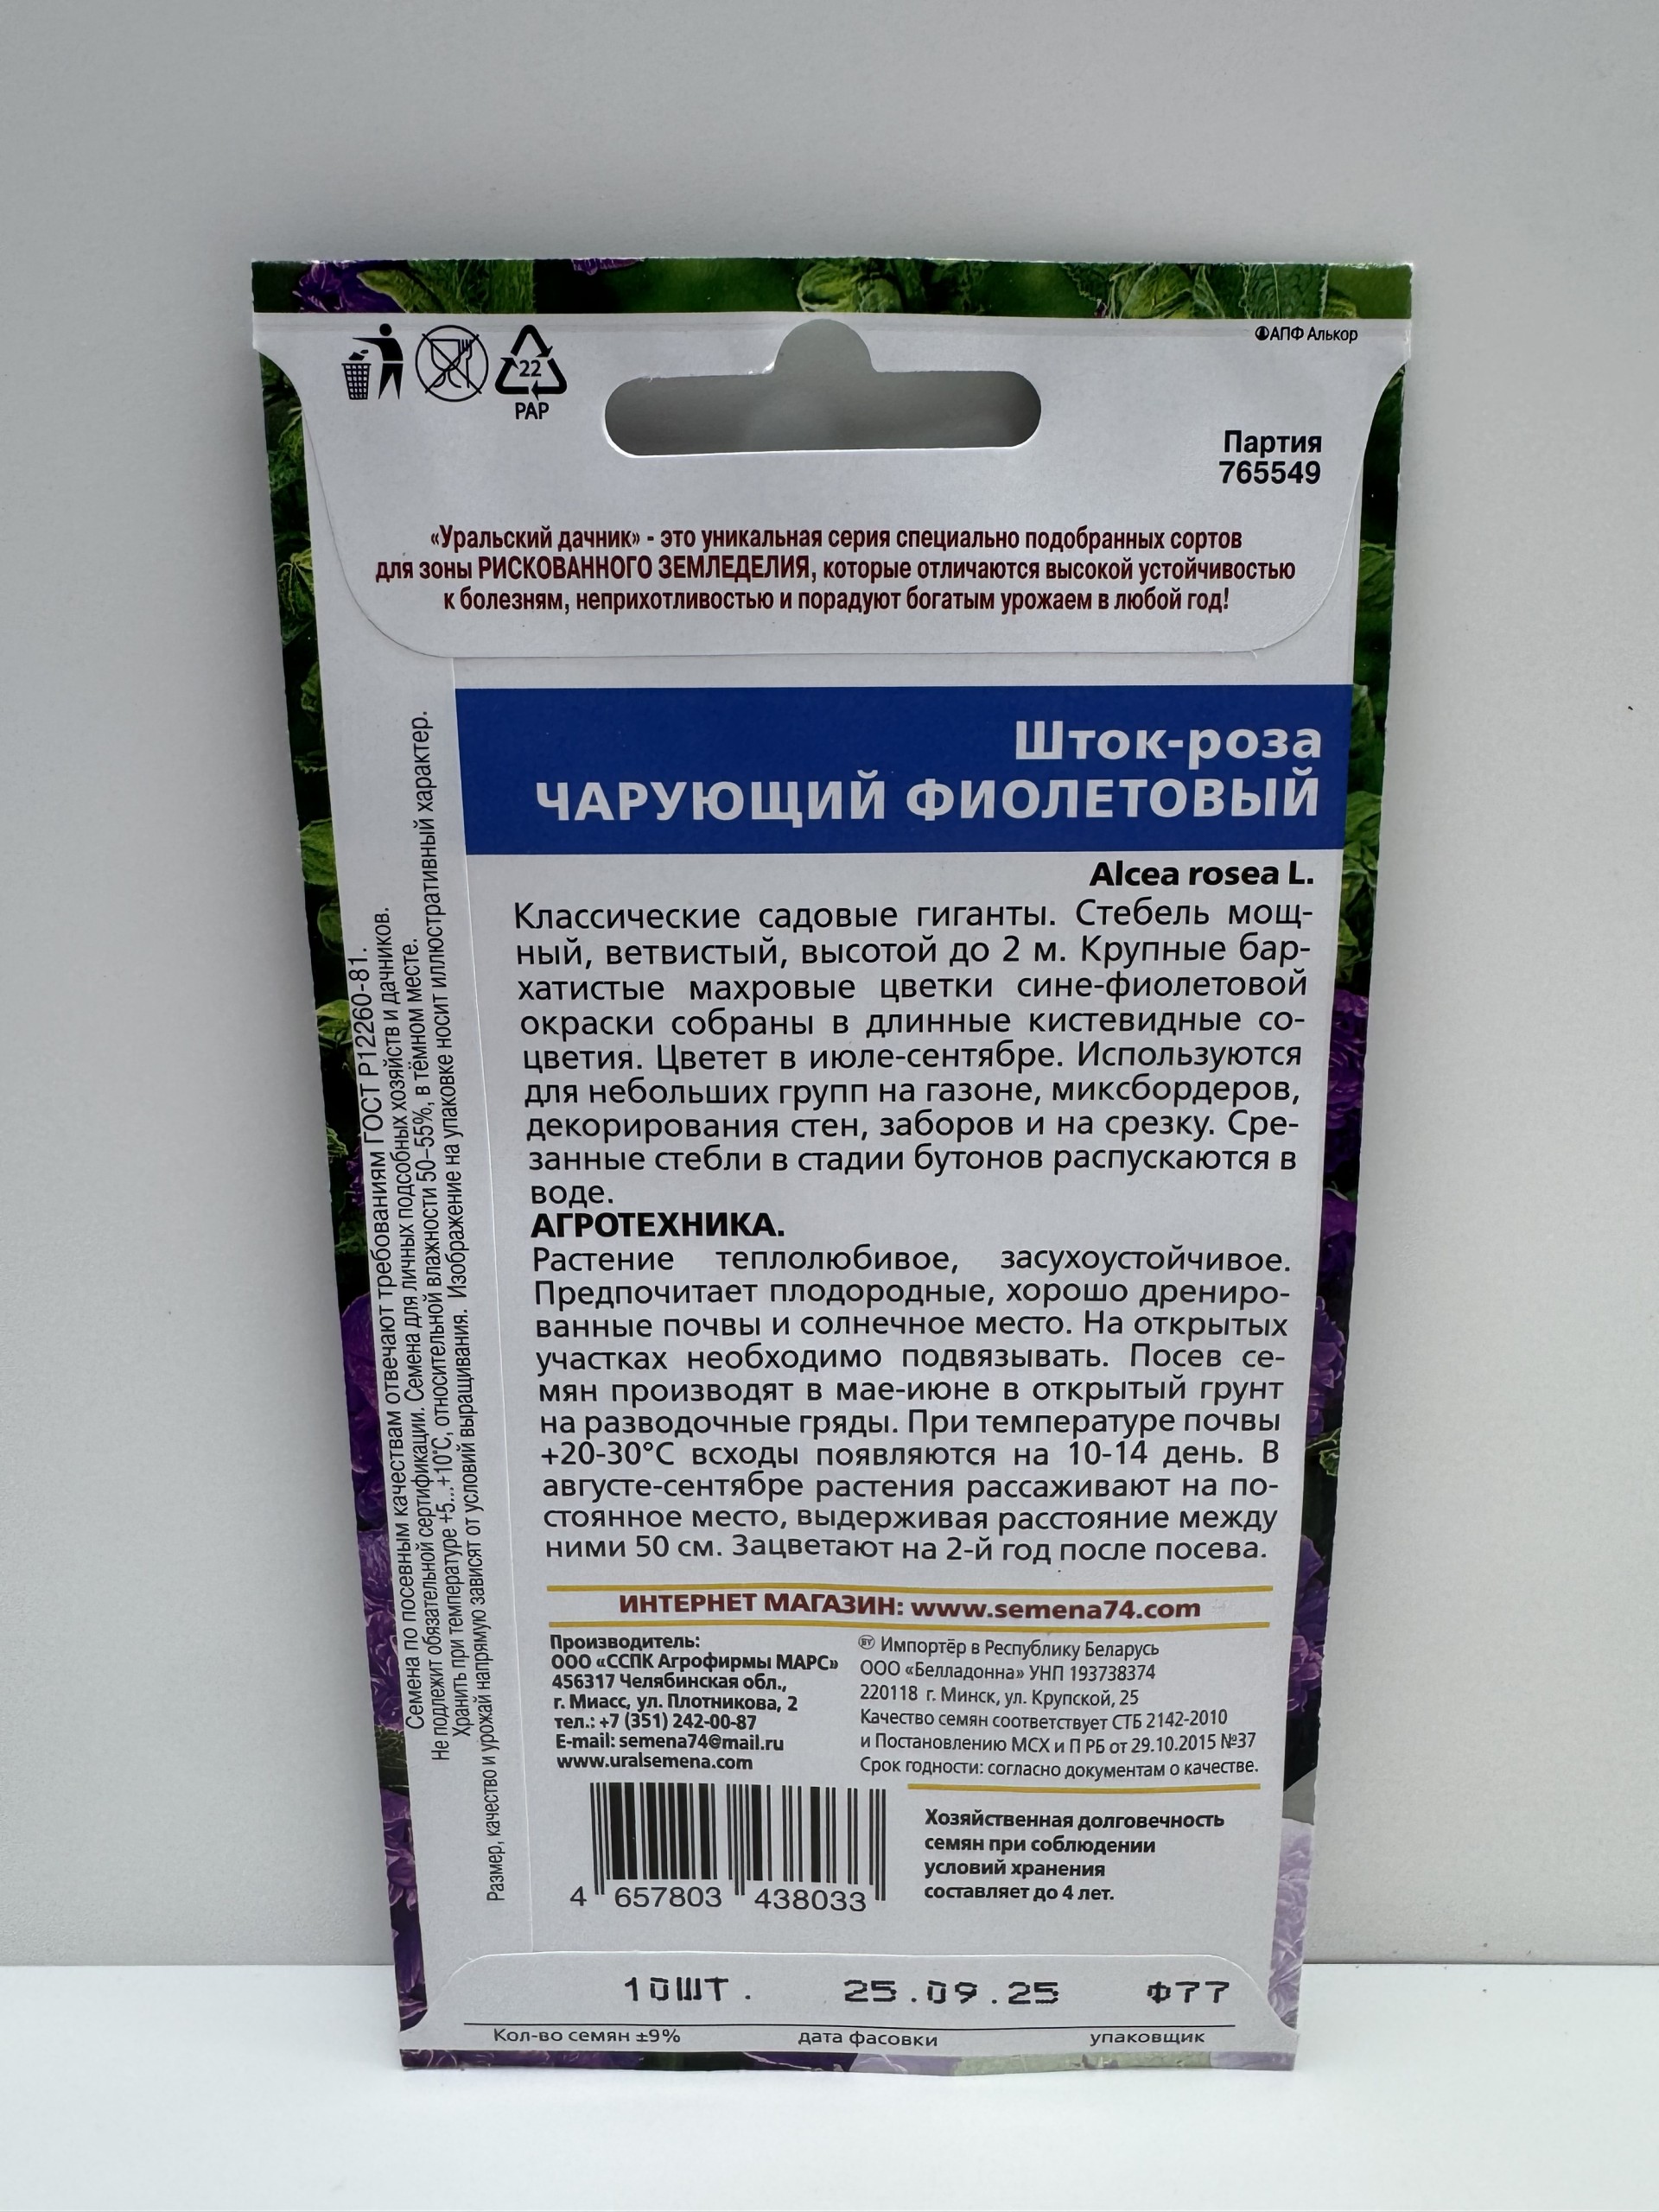 22
PAP
АПФ Алькор
Партия
765549
«Уральский дачник» - это уникальная серия специально подобранных сортов
для зоны РИСКОВАННОГО ЗЕМЛЕДЕЛИЯ, которые отличаются высокой устойчивостью
к болезням, неприхотливостью и порадуют богатым урожаем в любой год!
Шток-роза
ЧАРУЮЩИЙ ФИОЛЕТОВЫЙ
Alcea rosea L.
Классические садовые гиганты. Стебель мощ-
ный, ветвистый, высотой до 2 м. Крупные бар-
хатистые махровые цветки сине-фиолетовой
окраски собраны в длинные кистевидные со-
цветия. Цветет в июле-сентябре. Используются
для небольших групп на газоне, миксбордеров,
декорирования стен, заборов и на срезку. Сре-
занные стебли в стадии бутонов распускаются в
воде.
АГРОТЕХНИКА.
Растение теплолюбивое, засухоустойчивое.
Предпочитает плодородные, хорошо дрениро-
ванные почвы и солнечное место. На открытых
участках необходимо подвязывать. Посев се-
мян производят в мае-июне в открытый грунт
на разводочные гряды. При температуре почвы
+20-30°С всходы появляются на 10-14 день. В
августе-сентябре растения рассаживают на по-
стоянное место, выдерживая расстояние между
ними 50 см. Зацветают на 2-й год после посева.
Семена по посевным качествам отвечают требованиям ГОСТ Р12260-81.
Не подлежит обязательной сертификации. Семена для личных подсобных хозяйств и дачников.
Хранить при температуре +5...+10°С, относительной влажности 50–55%, в тёмном месте.
Размер, качество и урожай напрямую зависят от условий выращивания. Изображение на упаковке носит иллюстративный характер.
ИНТЕРНЕТ МАГАЗИН: www.semena74.com
Производитель:
ООО «ССПК Агрофирмы МАРС»
456317 Челябинская обл.,
г. Миасс, ул. Плотникова, 2
тел.: +7 (351) 242-00-87
E-mail: semena74@mail.ru
www.uralsemena.com
BY Импортёр в Республику Беларусь
ООО «Белладонна» УНП 193738374
220118 г. Минск, ул. Крупской, 25
Качество семян соответствует СТБ 2142-2010
и Постановлению МСХ и П РБ от 29.10.2015 №37
Срок годности: согласно документам о качестве.
4 657803 438033
Хозяйственная долговечность
семян при соблюдении
условий хранения
составляет до 4 лет.
10ШТ. 25.09.25 Ф77
Кол-во семян ±9% дата фасовки упаковщик